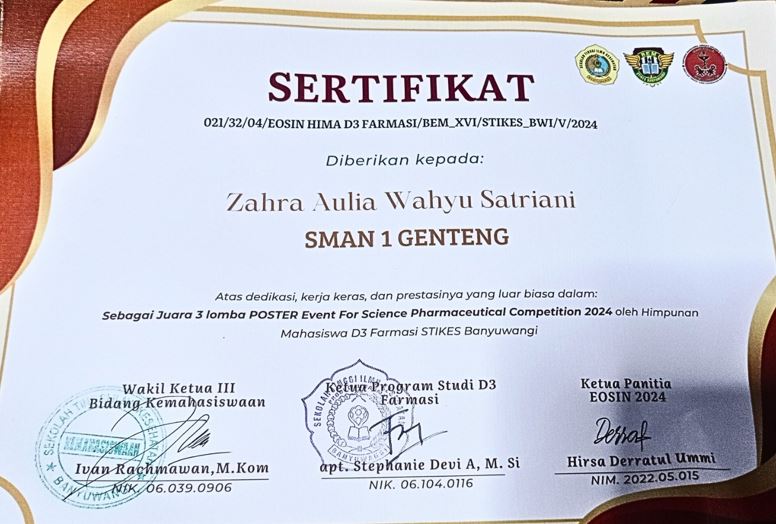 SERTIFIKAT
021/32/04/EOSIN HIMA D3 FARMASI/BEM_XVI/STIKES_BWI/V/2024
Diberikan kepada:
Zahra Aulia Wahyu Satriani
SMAN 1 GENTENG
Atas dedikasi, kerja keras, dan prestasinya yang luar biasa dalam:
Sebagai Juara 3 lomba POSTER Event For Science Pharmaceutical Competition 2024 oleh Himpunan
Mahasiswa D3 Farmasi STIKES Banyuwangi
Wakil Ketua III
Bidang Kemahasiswaan
KEMAHASISWAAN
BANYUWANGI
Ivan Rachmawan,M.Kom
NIK. 06.039.0906
Ketua Program Studi D3
Farmasi
BANYUWANGI
apt. Stephanie Devi A, M. Si
NIK. 06.104.0116
Ketua Panitia
EOSIN 2024
Hirsa Derratul Ummi
NIM. 2022.05.015